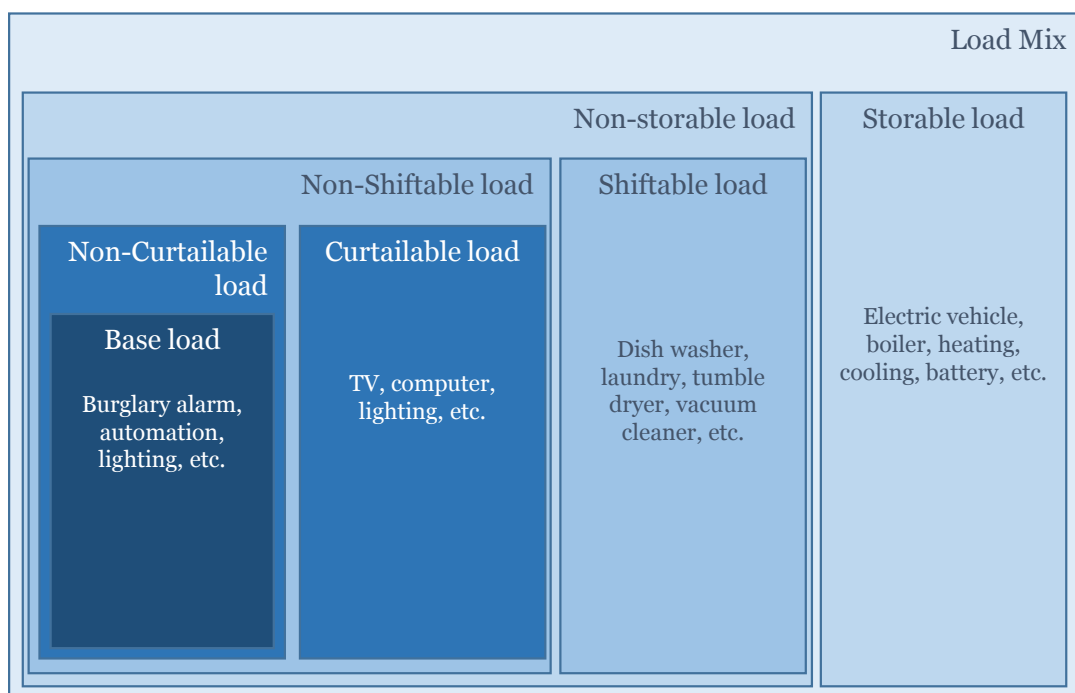 Load Mix
Non-storable load
Storable load
Non-Shiftable load
Shiftable load
Non-Curtailable
load
Curtailable load
Base load
Burglary alarm,
automation,
lighting, etc.
TV, computer,
lighting, etc.
Dish washer,
laundry, tumble
dryer, vacuum
cleaner, etc.
Electric vehicle,
boiler, heating,
cooling, battery, etc.